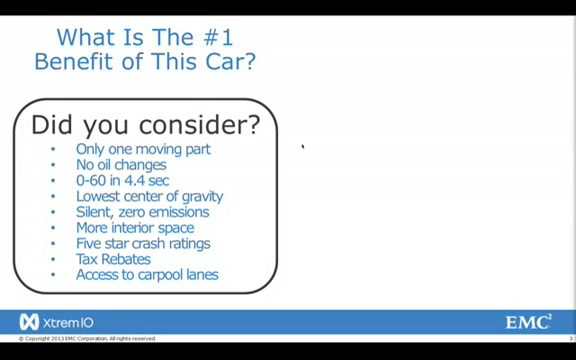 What Is The #1
Benefit of This Car?
Did you consider?
• Only one moving part
• No oil changes
• 0-60 in 4.4 sec
• Lowest center of gravity
• Silent, zero emissions
• More interior space
• Five star crash ratings
• Tax Rebates
• Access to carpool lanes
XtremIO
EMC²
© Copyright 2013 EMC Corporation. All rights reserved.
3